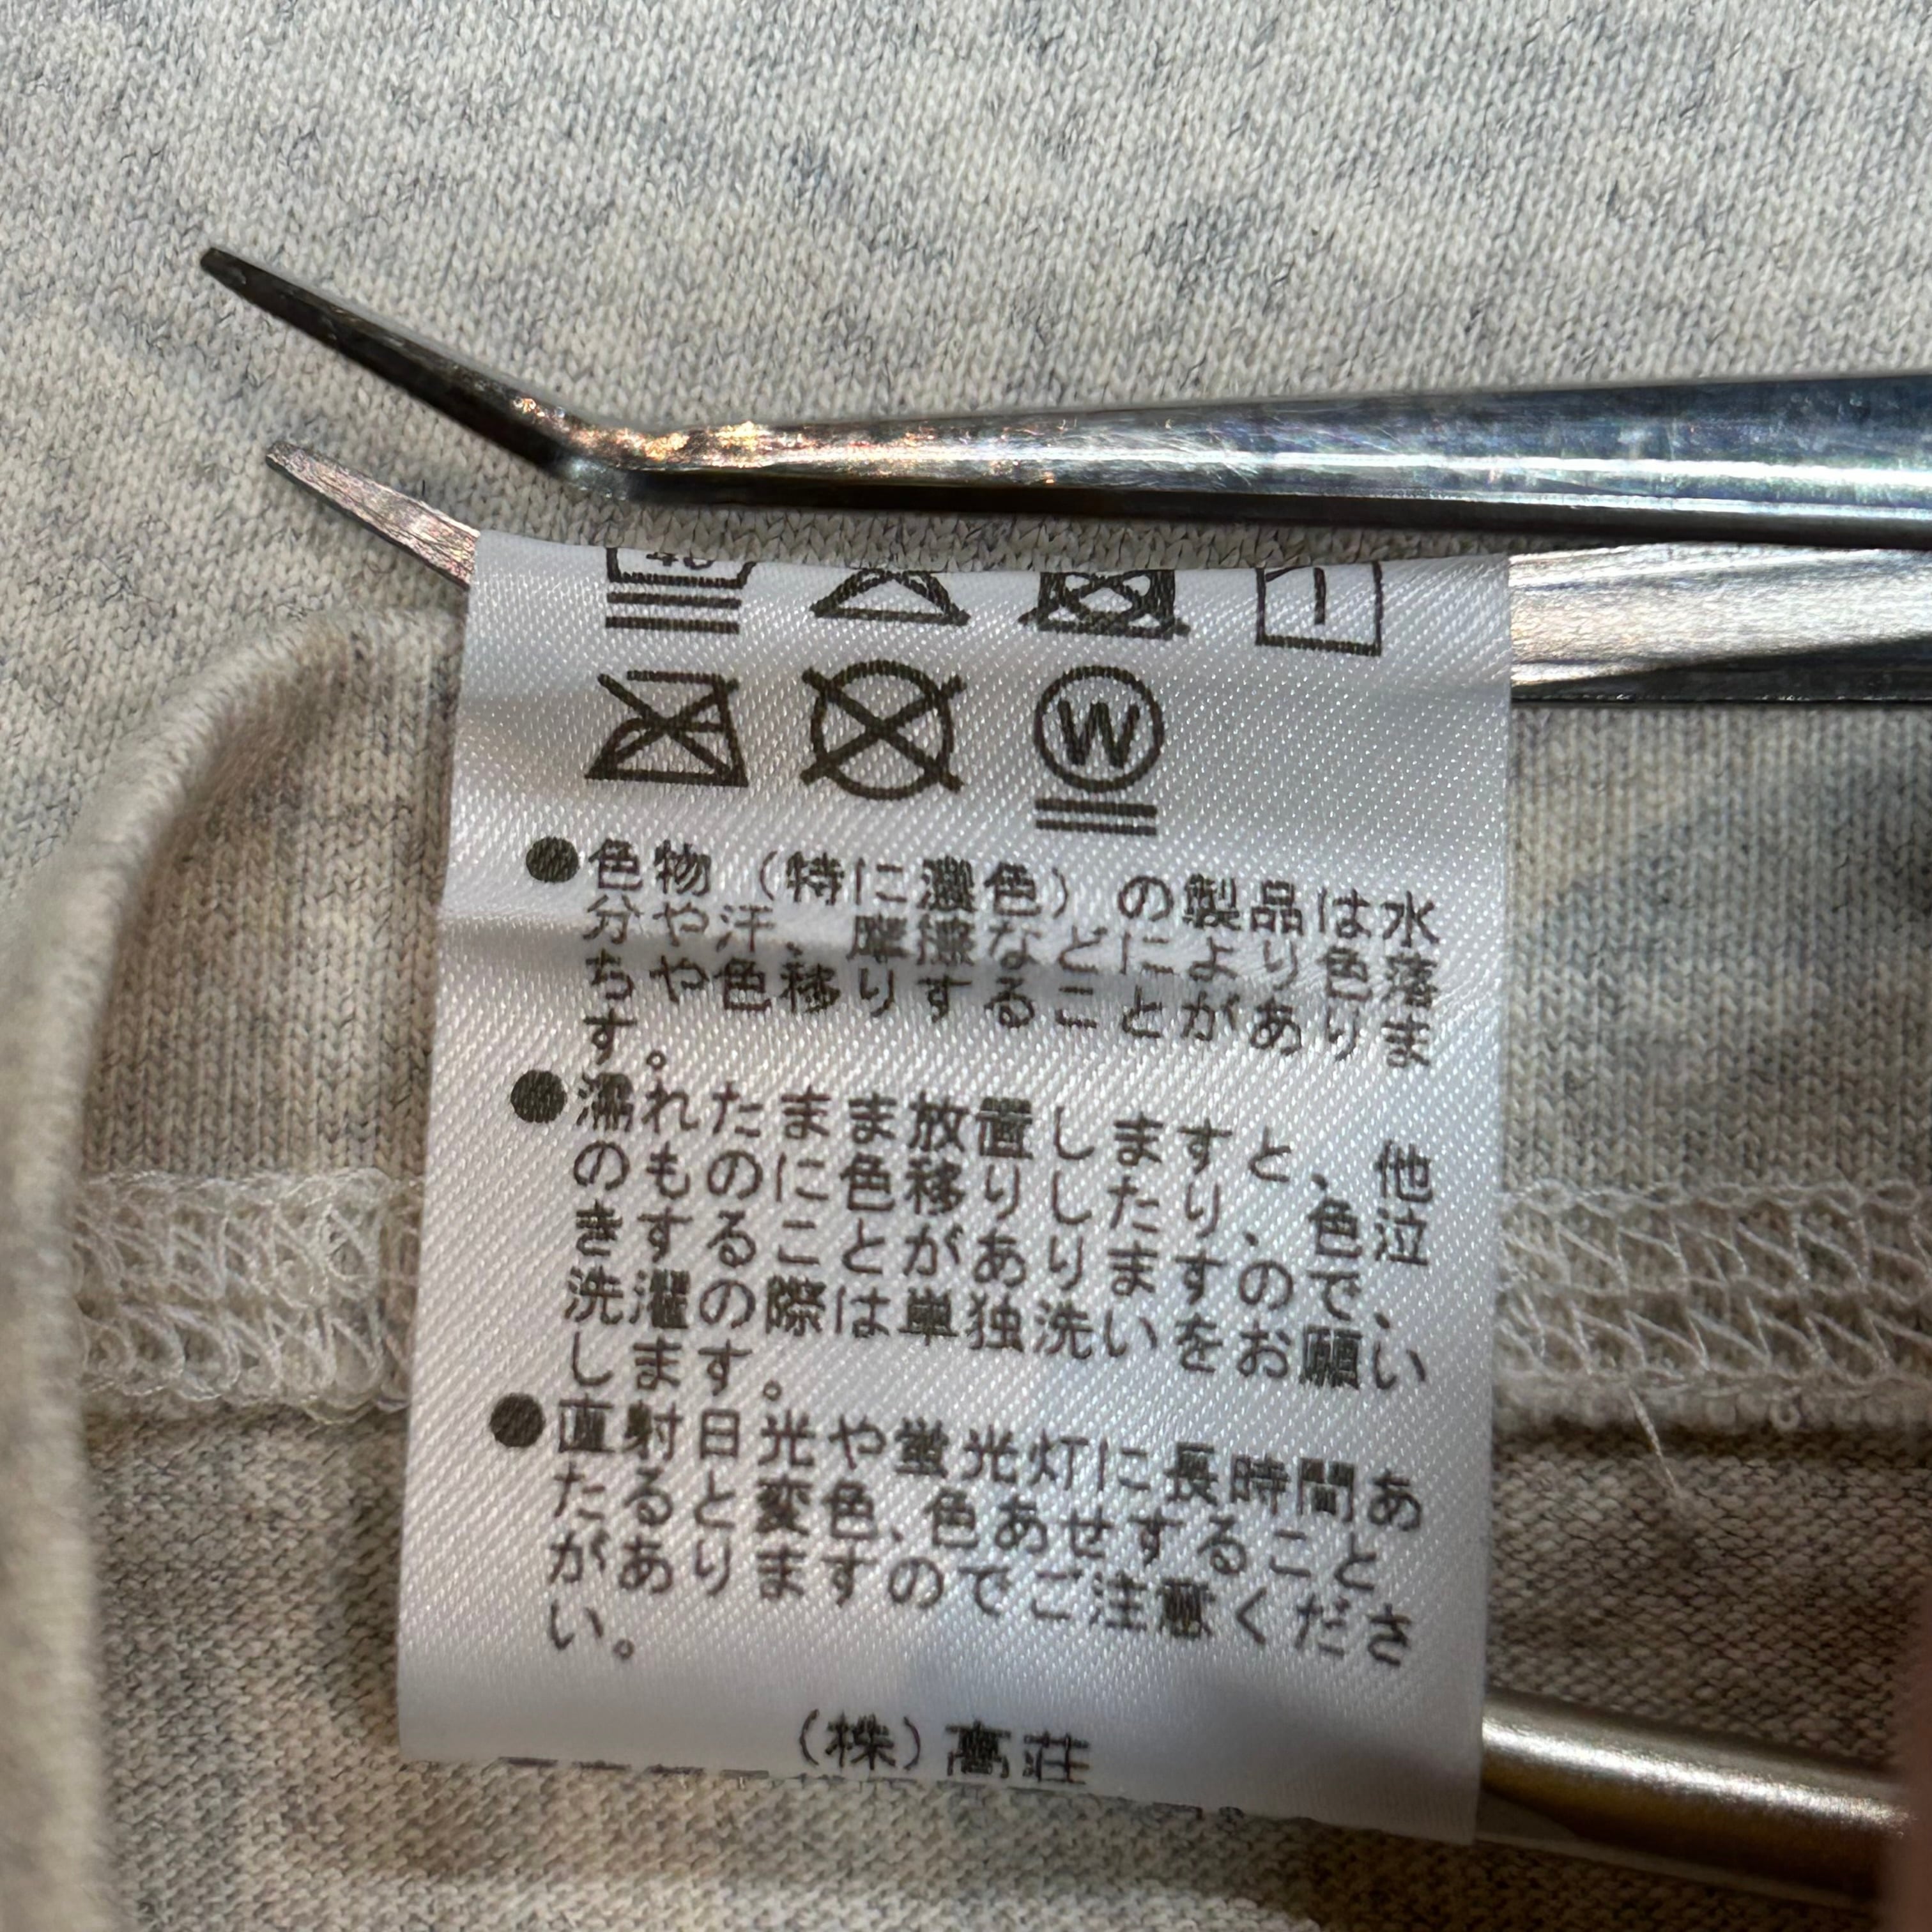 40
W
●色物（特に濃色）の製品は水
分や汗、摩擦などにより色落
ちや色移りすることがありま
す。
●濡れたまま放置しますと、他
のものに色移りしたり、色泣
きすることがありますので、
洗濯の際は単独洗いをお願い
します。
●直射日光や蛍光灯に長時間あ
たると変色、色あせすること
がありますのでご注意くださ
い。
（株）高荘